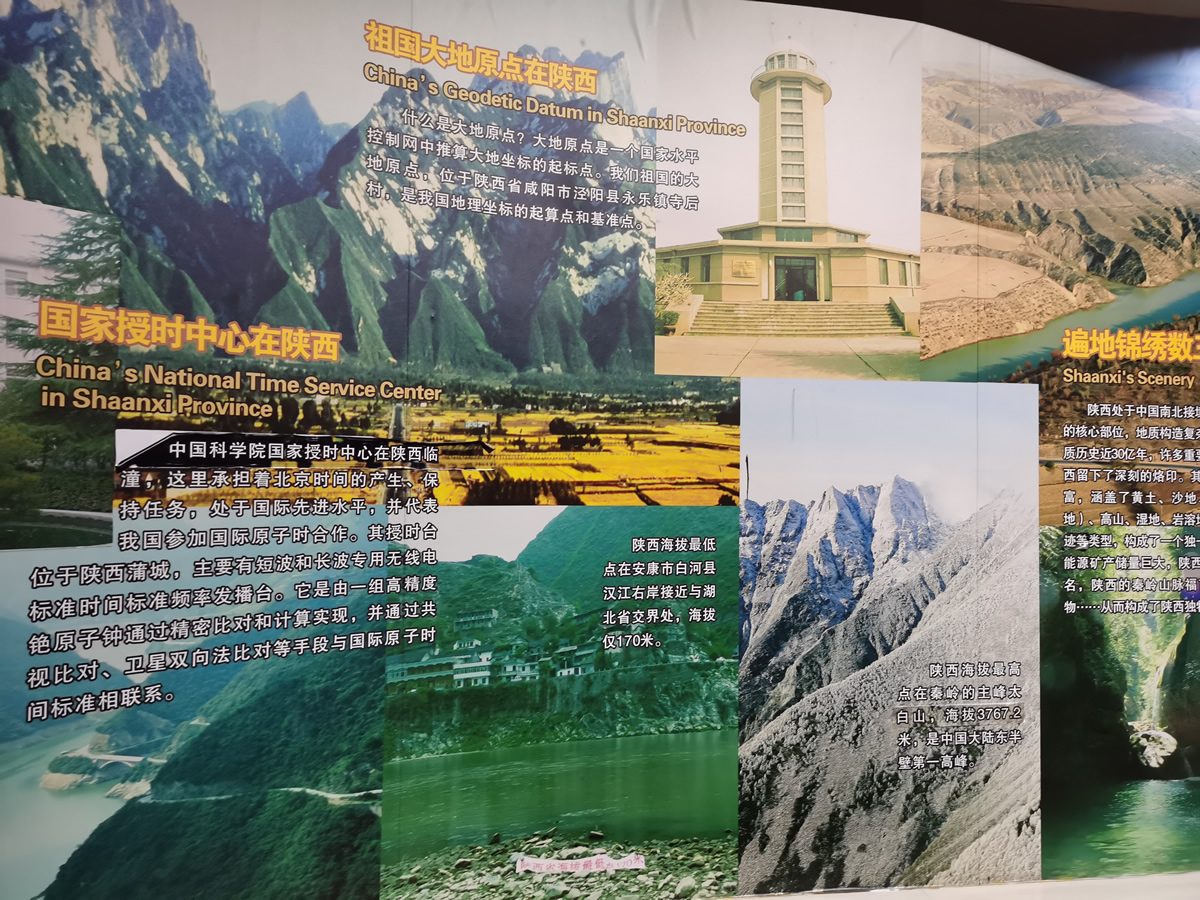 祖国大地原点在陕西
China's Geodetic Datum in Shaanxi Province
什么是大地原点？大地原点是一个国家水平
控制网中推算大地坐标的起标点。我们祖国的大
地原点，位于陕西省咸阳市泾阳县永乐镇寺后
村，是我国地理坐标的起算点和基准点。
国家授时中心在陕西
China's National Time Service Center
in Shaanxi Province
中国科学院国家授时中心在陕西临
潼，这里承担着北京时间的产生、保
持任务，处于国际先进水平，并代表
我国参加国际原子时合作。其授时台
位于陕西蒲城，主要有短波和长波专用无线电
标准时间标准频率发播台。它是由一组高精度
铯原子钟通过精密比对和计算实现，并通过共
视比对、卫星双向法比对等手段与国际原子时
间标准相联系。
陕西海拔最低
点在安康市白河县
汉江右岸接近与湖
北省交界处，海拔
仅170米。
陕西省海拔最低
陕西海拔最高
点在秦岭的主峰太
白山，海拔3767.2
米，是中国大陆东半
壁第一高峰。
遍地锦绣数
Shaanxi's Scenery
陕西处于中国南北接
的核心部位，地质构造复
质历史近30亿年，许多重
西留下了深刻的烙印。其
富，涵盖了黄土、沙地
地）、高山、湿地、岩溶
迹等类型，构成了一个独
能源矿产储量巨大，陕西
名，陕西的秦岭山脉福
物……从而构成了陕西独